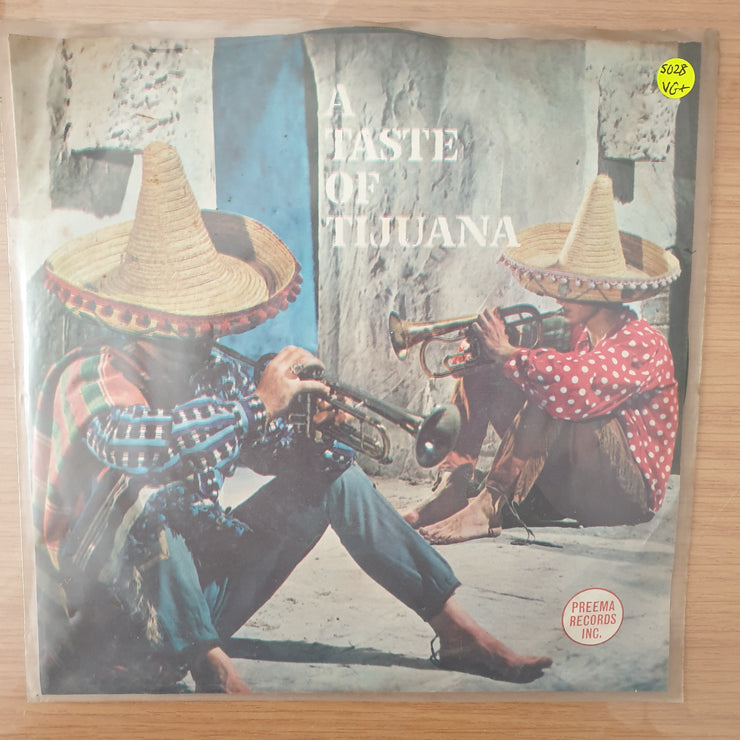 5028
VG+
A
TASTE
OF
TIJUANA
PREEMA
RECORDS
INC.